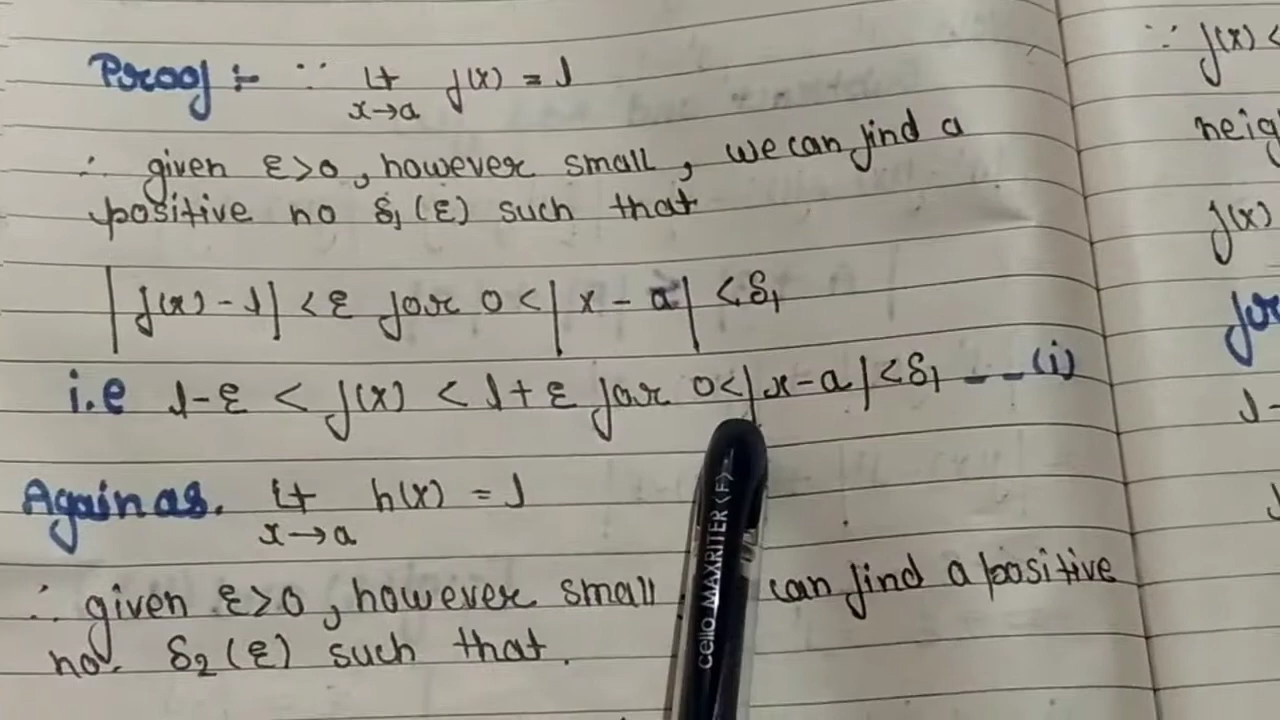 Proof :- ∵ lt f(x) = l
x→a
∴ given ε>0, however small, we can find a
positive no δ₁(ε) such that
|f(x) - l| < ε for 0 < |x - a| < δ₁
i.e l-ε < f(x) < l+ε for 0<|x-a|<δ₁ --- (i)
Again as. lt h(x) = l
x→a
∴ given ε>0, however small can find a positive
no. δ₂(ε) such that.
cello MAXRITER (F)
∵ f(x) <
neig
f(x)
for
l-